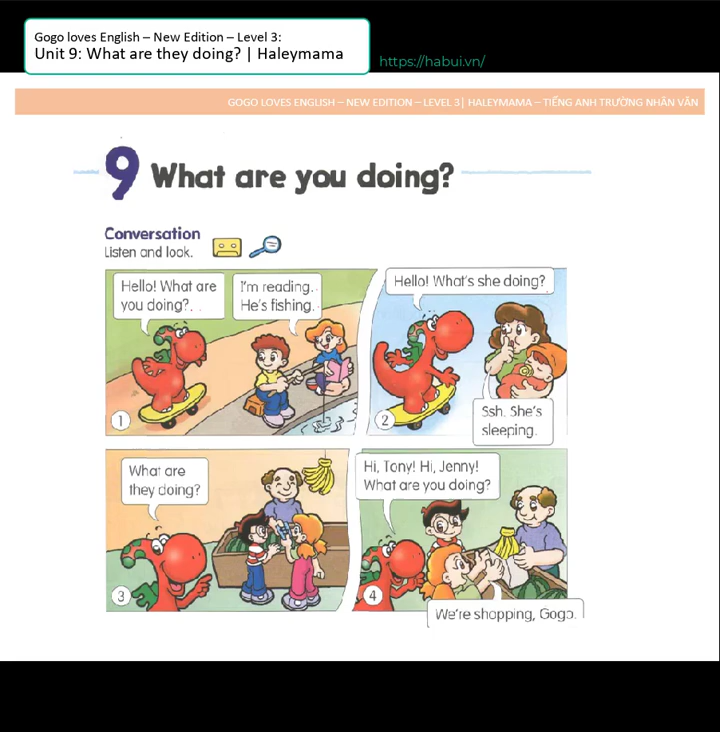 Gogo loves English – New Edition – Level 3:
Unit 9: What are they doing? | Haleymama
https://habui.vn/
GOGO LOVES ENGLISH – NEW EDITION – LEVEL 3| HALEYMAMA – TIẾNG ANH TRƯỜNG NHÂN VĂN
9 What are you doing?
Conversation
Listen and look.
Hello! What are
you doing?
I'm reading.
He's fishing.
1
Hello! What's she doing?
Ssh. She's
sleeping.
2
What are
they doing?
3
Hi, Tony! Hi, Jenny!
What are you doing?
4
We're shopping, Gogo.